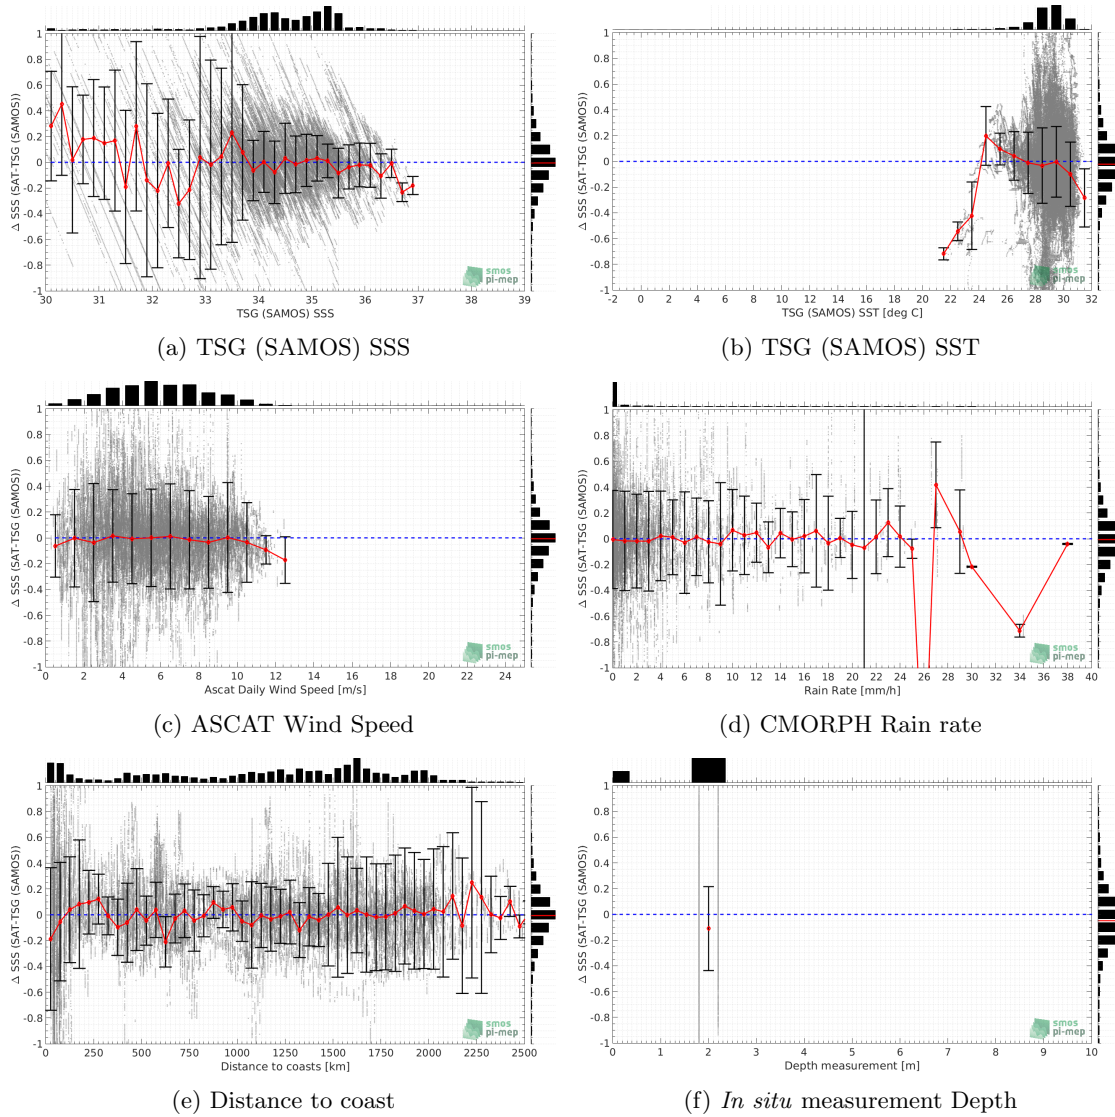 1
0.8
0.6
0.4
0.2
0
-0.2
-0.4
-0.6
-0.8
-1
Δ SSS (SAT-TSG (SAMOS))
30 31 32 33 34 35 36 37 38 39
TSG (SAMOS) SSS
smos
pi-mep
(a) TSG (SAMOS) SSS
1
0.8
0.6
0.4
0.2
0
-0.2
-0.4
-0.6
-0.8
-1
Δ SSS (SAT-TSG (SAMOS))
-2 0 2 4 6 8 10 12 14 16 18 20 22 24 26 28 30 32
TSG (SAMOS) SST [deg C]
smos
pi-mep
(b) TSG (SAMOS) SST
1
0.8
0.6
0.4
0.2
0
-0.2
-0.4
-0.6
-0.8
-1
Δ SSS (SAT-TSG (SAMOS))
0 2 4 6 8 10 12 14 16 18 20 22 24
Ascat Daily Wind Speed [m/s]
smos
pi-mep
(c) ASCAT Wind Speed
1
0.8
0.6
0.4
0.2
0
-0.2
-0.4
-0.6
-0.8
-1
Δ SSS (SAT-TSG (SAMOS))
0 2 4 6 8 10 12 14 16 18 20 22 24 26 28 30 32 34 36 38 40
Rain Rate [mm/h]
smos
pi-mep
(d) CMORPH Rain rate
1
0.8
0.6
0.4
0.2
0
-0.2
-0.4
-0.6
-0.8
-1
Δ SSS (SAT-TSG (SAMOS))
0 250 500 750 1000 1250 1500 1750 2000 2250 2500
Distance to coasts [km]
smos
pi-mep
(e) Distance to coast
1
0.8
0.6
0.4
0.2
0
-0.2
-0.4
-0.6
-0.8
-1
Δ SSS (SAT-TSG (SAMOS))
0 1 2 3 4 5 6 7 8 9 10
Depth measurement [m]
smos
pi-mep
(f) In situ measurement Depth